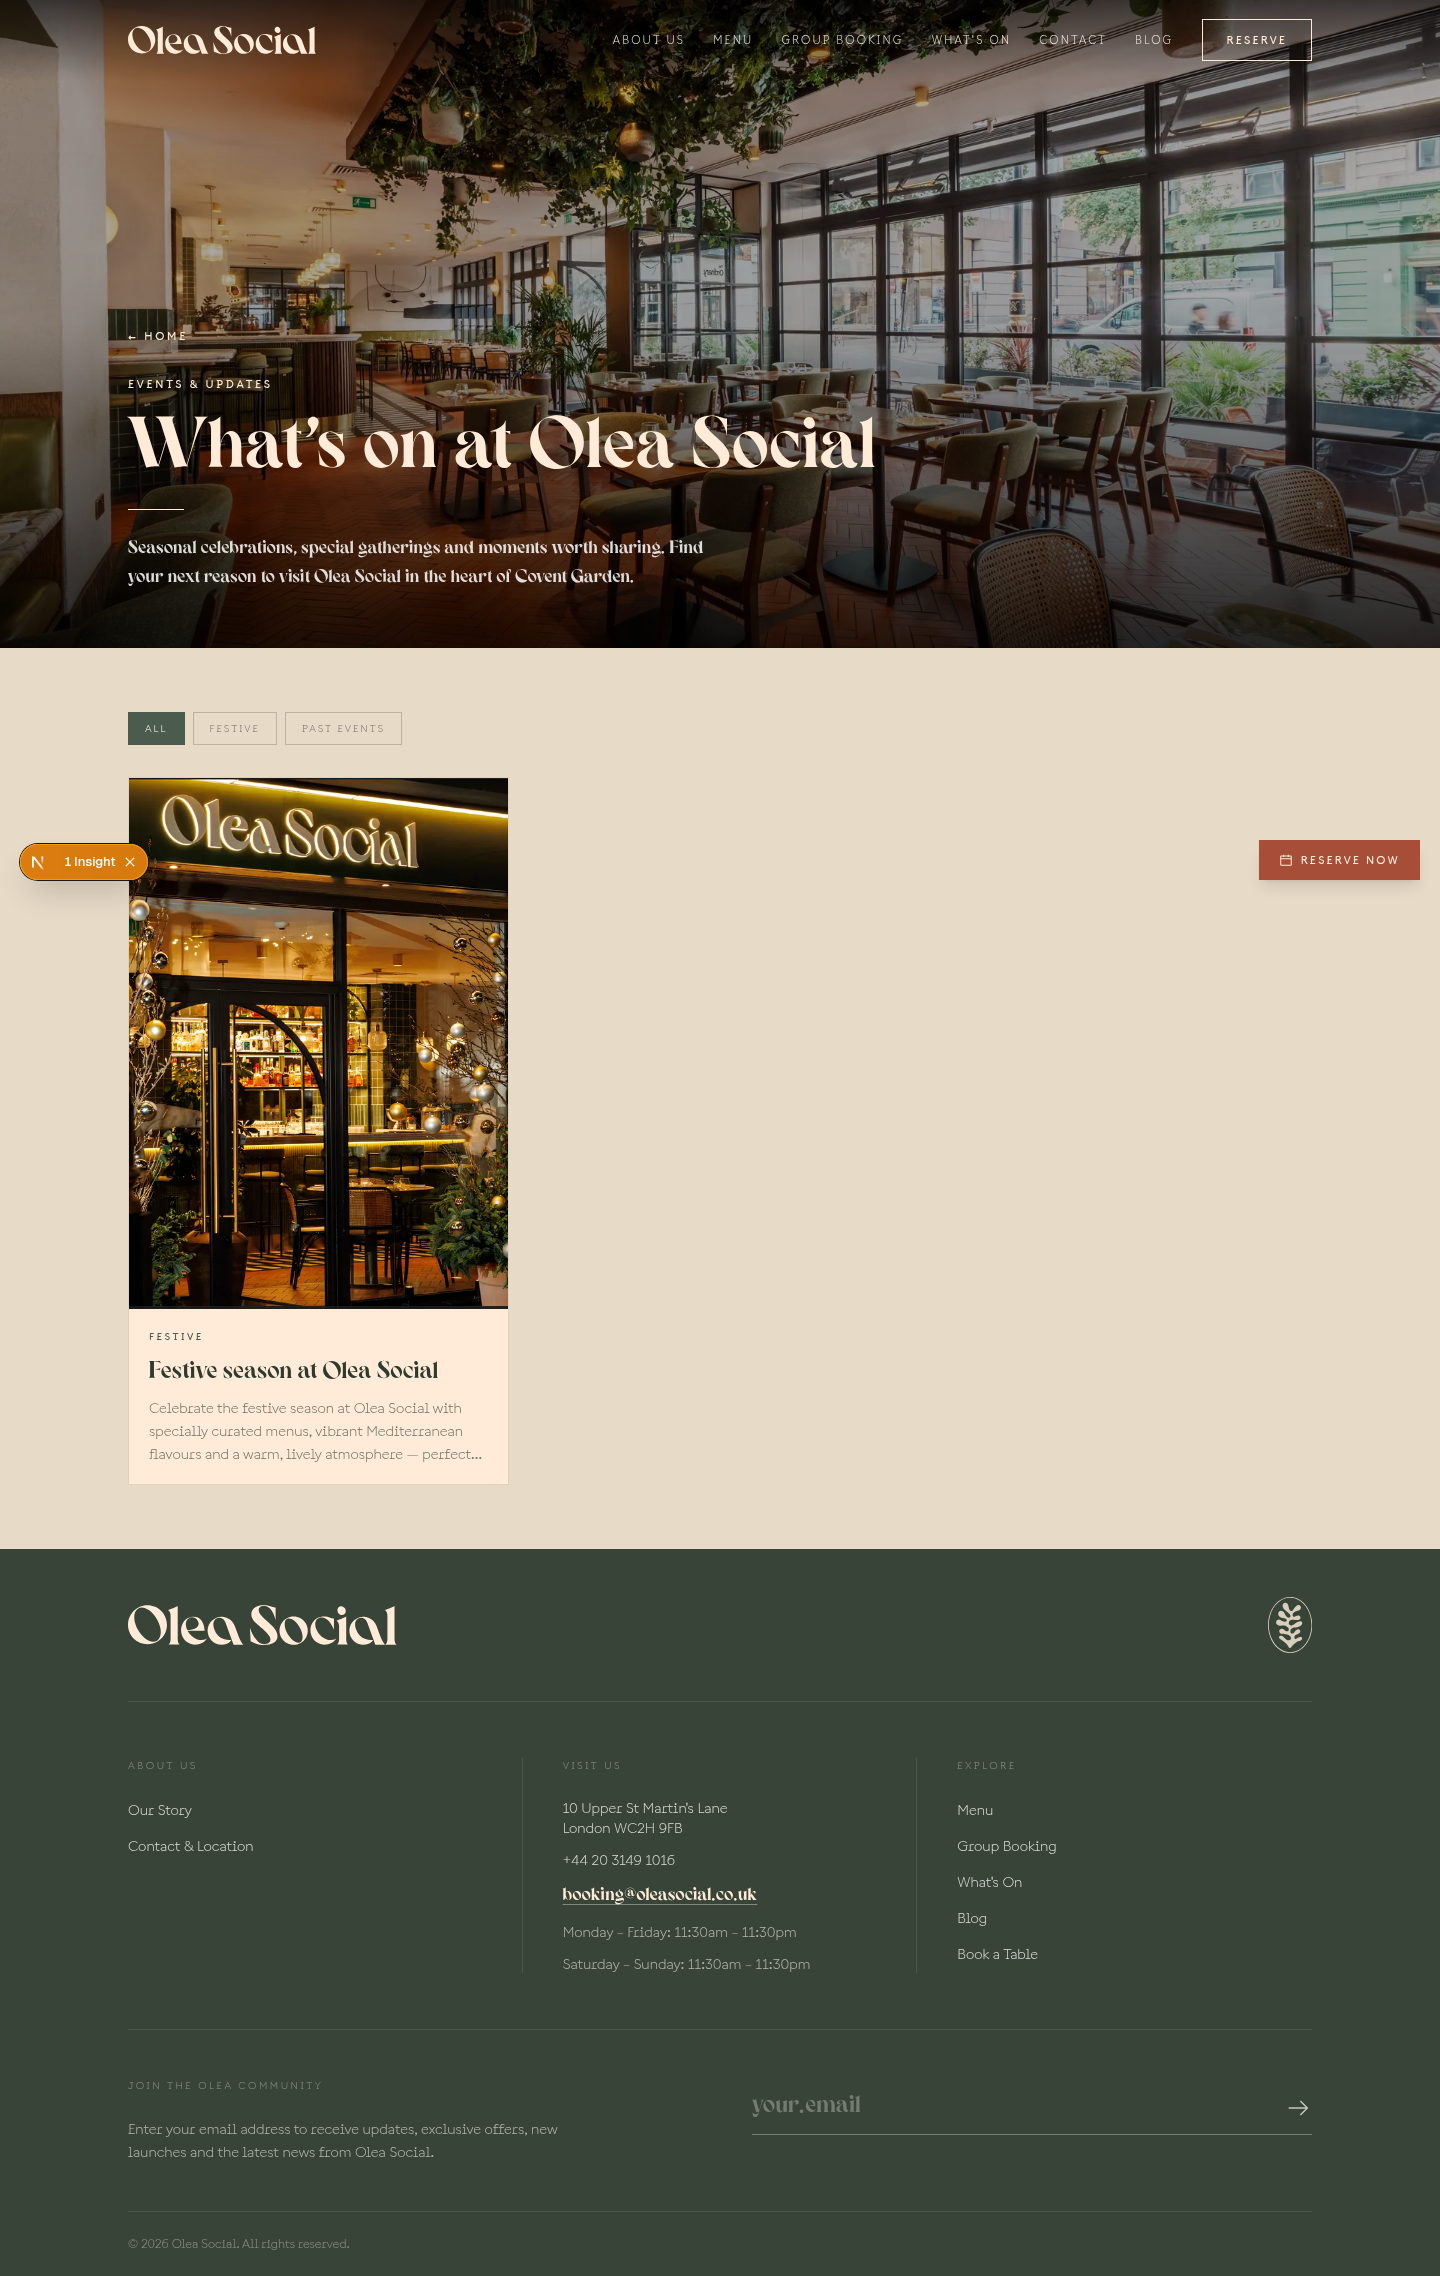 Olea Social
ABOUT US
MENU
GROUP BOOKING
WHAT'S ON
CONTACT
BLOG
RESERVE
← HOME
EVENTS & UPDATES
What's on at Olea Social
Seasonal celebrations, special gatherings and moments worth sharing. Find
your next reason to visit Olea Social in the heart of Covent Garden.
ALL
FESTIVE
PAST EVENTS
Olea Social
1 Insight
RESERVE NOW
FESTIVE
Festive season at Olea Social
Celebrate the festive season at Olea Social with
specially curated menus, vibrant Mediterranean
flavours and a warm, lively atmosphere — perfect...
Olea Social
ABOUT US
Our Story
Contact & Location
VISIT US
10 Upper St Martin's Lane
London WC2H 9FB
+44 20 3149 1016
booking@oleasocial.co.uk
Monday – Friday: 11:30am – 11:30pm
Saturday – Sunday: 11:30am – 11:30pm
EXPLORE
Menu
Group Booking
What's On
Blog
Book a Table
JOIN THE OLEA COMMUNITY
Enter your email address to receive updates, exclusive offers, new
launches and the latest news from Olea Social.
your.email
© 2026 Olea Social. All rights reserved.